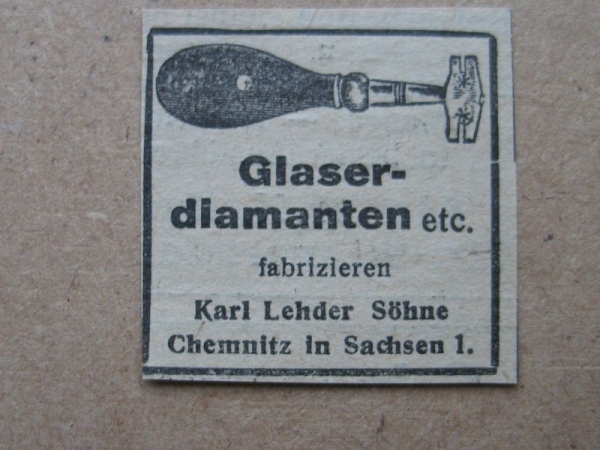 Glaser-
diamanten etc.
fabrizieren
Karl Lehder Söhne
Chemnitz in Sachsen 1.